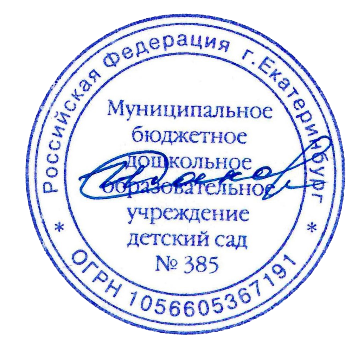 Российская Федерация г. Екатеринбург
Муниципальное
бюджетное
дошкольное
образовательное
учреждение
детский сад
№ 385
* ОГРН 1056605367191 *